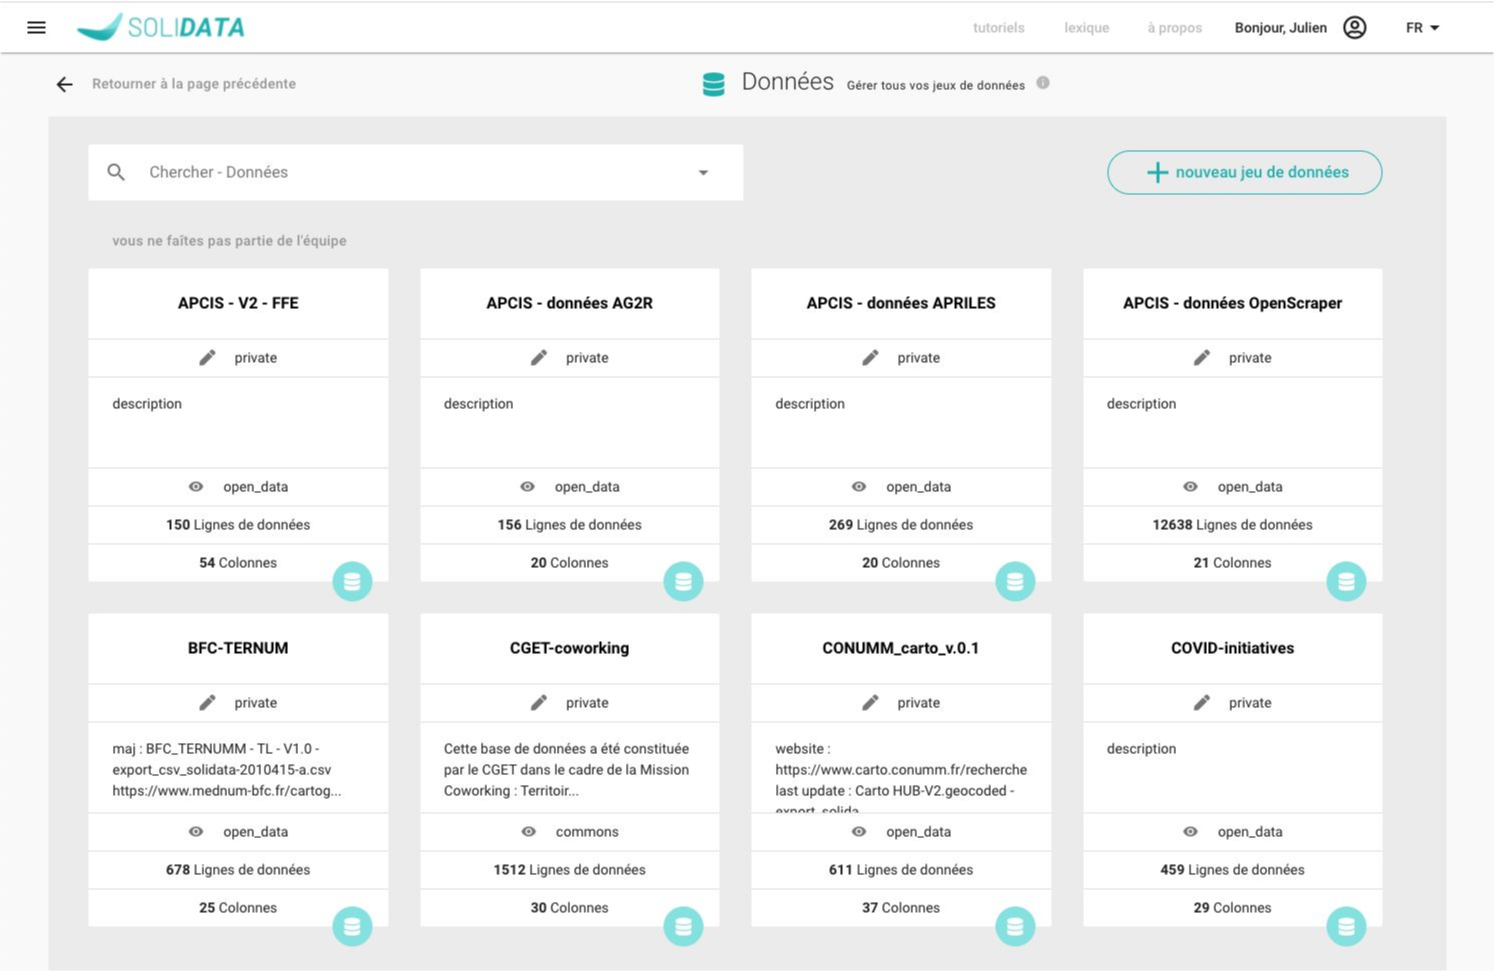 SOLIDATA
tutoriels
lexique
à propos
Bonjour, Julien
FR
Retourner à la page précédente
Données
Gérer tous vos jeux de données
Chercher - Données
nouveau jeu de données
vous ne faîtes pas partie de l'équipe
APCIS - V2 - FFE
private
description
open_data
150 Lignes de données
54 Colonnes
APCIS - données AG2R
private
description
open_data
156 Lignes de données
20 Colonnes
APCIS - données APRILES
private
description
open_data
269 Lignes de données
20 Colonnes
APCIS - données OpenScraper
private
description
open_data
12638 Lignes de données
21 Colonnes
BFC-TERNUM
private
maj : BFC_TERNUMM - TL - V1.0 -
export_csv_solidata-2010415-a.csv
https://www.mednum-bfc.fr/cartog...
open_data
678 Lignes de données
25 Colonnes
CGET-coworking
private
Cette base de données a été constituée
par le CGET dans le cadre de la Mission
Coworking : Territoir...
commons
1512 Lignes de données
30 Colonnes
CONUMM_carto_v.0.1
private
website :
https://www.carto.conumm.fr/recherche
last update : Carto HUB-V2.geocoded -
export_solida
open_data
611 Lignes de données
37 Colonnes
COVID-initiatives
private
description
open_data
459 Lignes de données
29 Colonnes